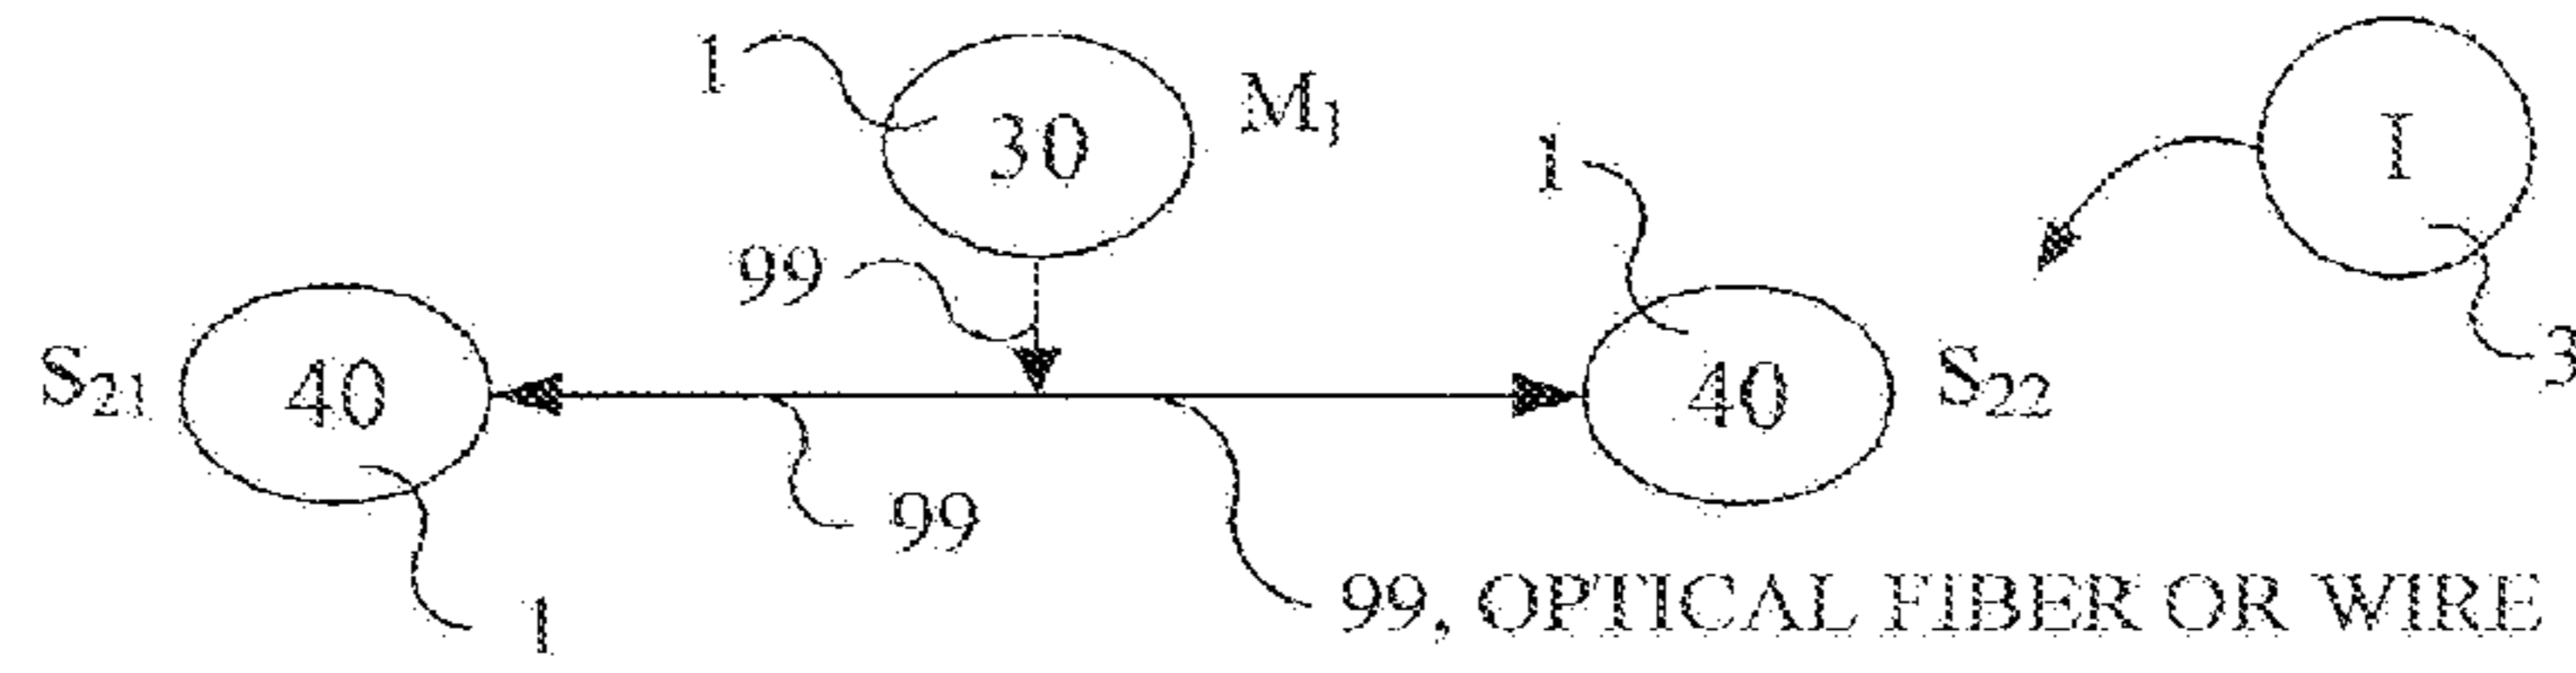 1
30
M₁
1
I
99
3
S₂₁
40
40
S₂₂
99
1
99, OPTICAL FIBER OR WIRE